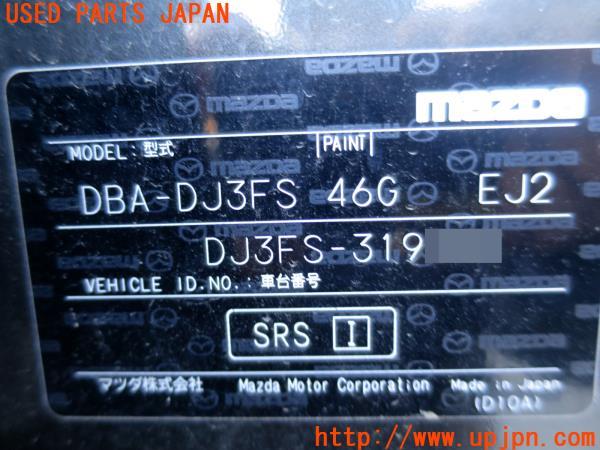 USED PARTS JAPAN
mazda
MODEL:型式 PAINT
DBA-DJ3FS 46G EJ2
DJ3FS-319
VEHICLE ID.NO.:車台番号
SRS I
マツダ株式会社 Mazda Motor Corporation Made in Japan
(D10A)
URL:http://www.upjpn.com/